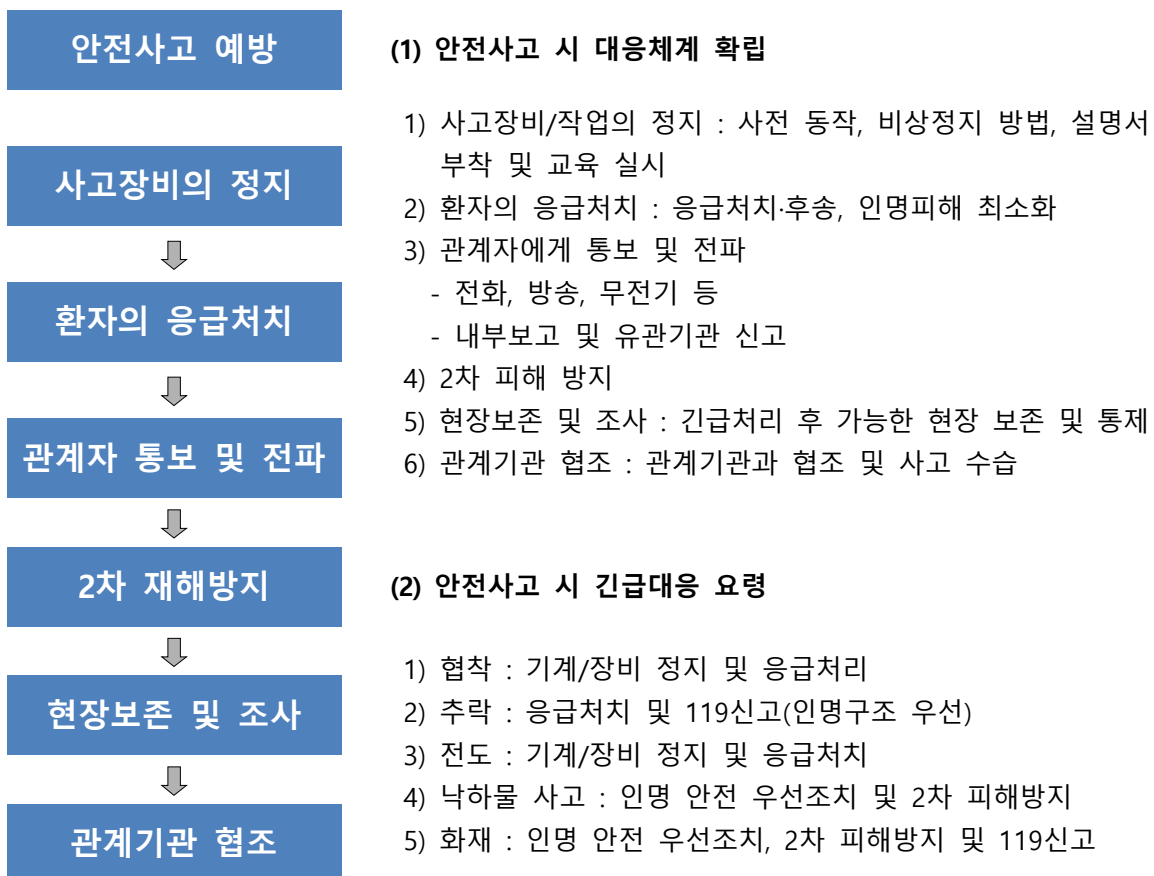 안전사고 예방
사고장비의 정지
환자의 응급처치
관계자 통보 및 전파
2차 재해방지
현장보존 및 조사
관계기관 협조
(1) 안전사고 시 대응체계 확립
1) 사고장비/작업의 정지 : 사전 동작, 비상정지 방법, 설명서
부착 및 교육 실시
2) 환자의 응급처치 : 응급처치·후송, 인명피해 최소화
3) 관계자에게 통보 및 전파
- 전화, 방송, 무전기 등
- 내부보고 및 유관기관 신고
4) 2차 피해 방지
5) 현장보존 및 조사 : 긴급처리 후 가능한 현장 보존 및 통제
6) 관계기관 협조 : 관계기관과 협조 및 사고 수습
(2) 안전사고 시 긴급대응 요령
1) 협착 : 기계/장비 정지 및 응급처리
2) 추락 : 응급처치 및 119신고(인명구조 우선)
3) 전도 : 기계/장비 정지 및 응급처치
4) 낙하물 사고 : 인명 안전 우선조치 및 2차 피해방지
5) 화재 : 인명 안전 우선조치, 2차 피해방지 및 119신고